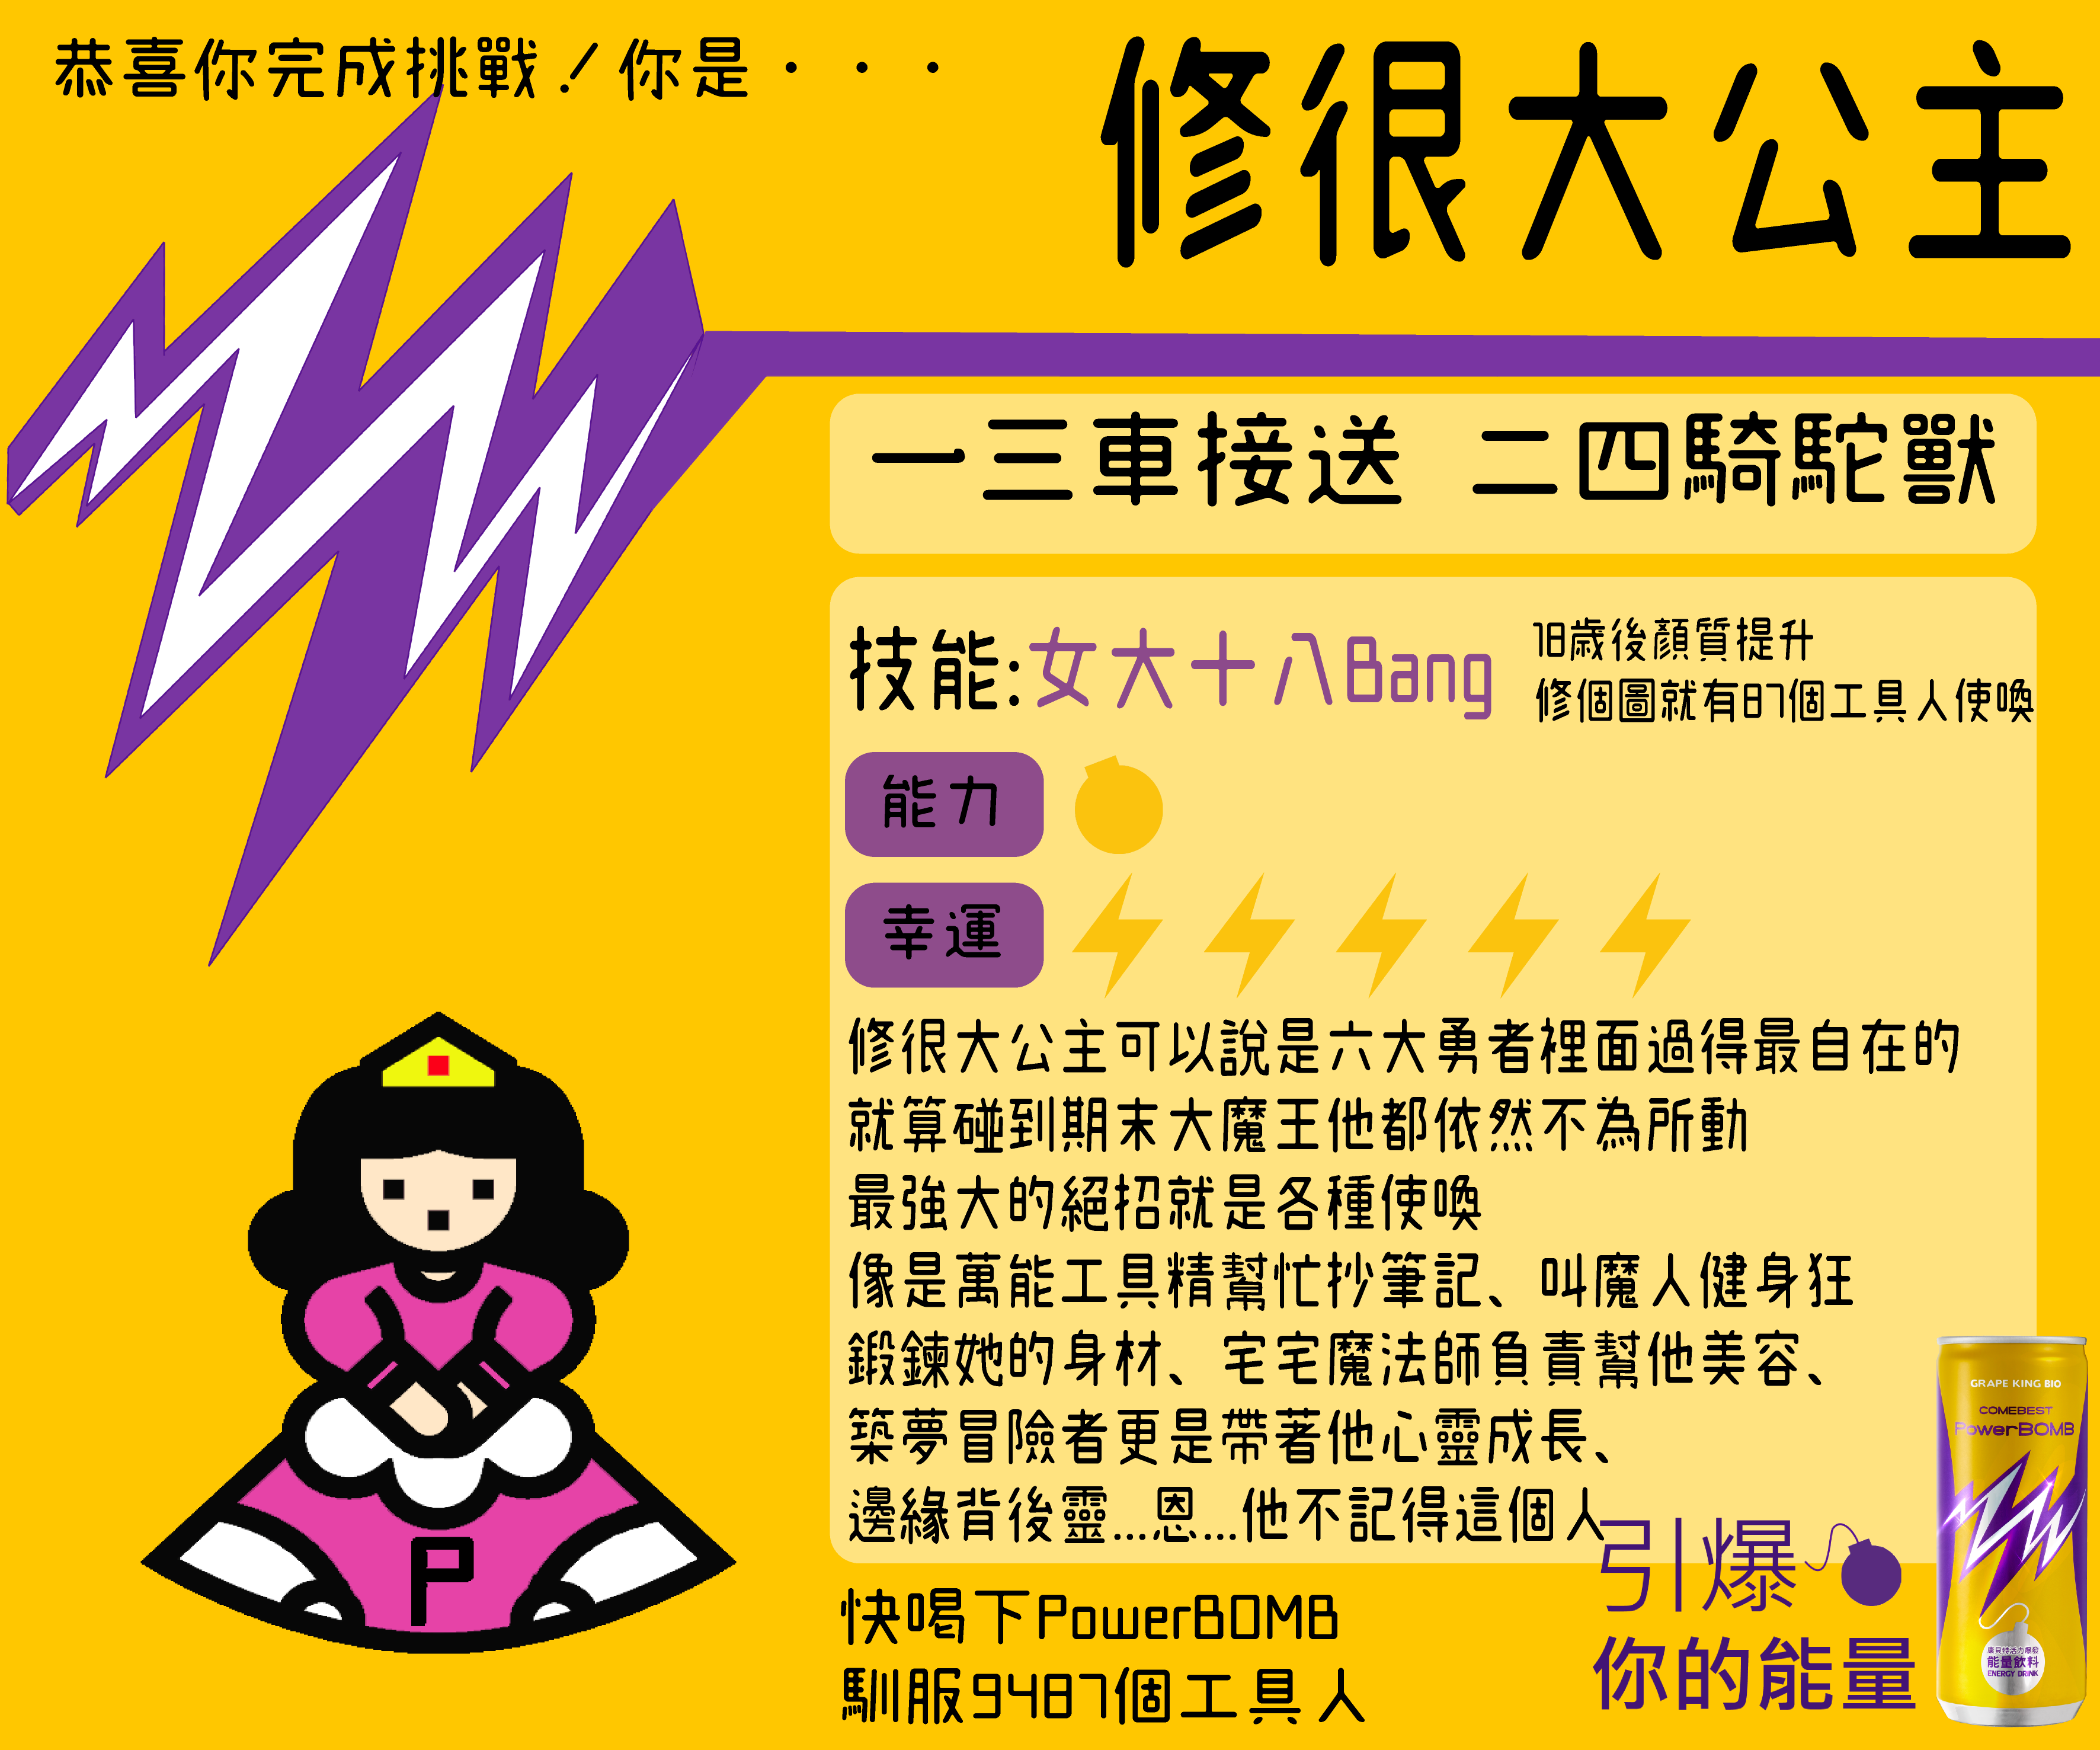 恭喜你完成挑戰！你是・・・
修很大公主
一三車接送 二四騎駝獸
技能:女大十八Bang
18歲後顏質提升
修個圖就有87個工具人使喚
能力
幸運
修很大公主可以說是六大勇者裡面過得最自在的
就算碰到期末大魔王他都依然不為所動
最強大的絕招就是各種使喚
像是萬能工具精幫忙抄筆記、叫魔人健身狂
鍛鍊她的身材、宅宅魔法師負責幫他美容、
築夢冒險者更是帶著他心靈成長、
邊緣背後靈...恩...他不記得這個人
P
快喝下PowerBOMB
馴服9487個工具人
引爆
你的能量
GRAPE KING BIO
COMEBEST
PowerBOMB
能量飲料
ENERGY DRINK